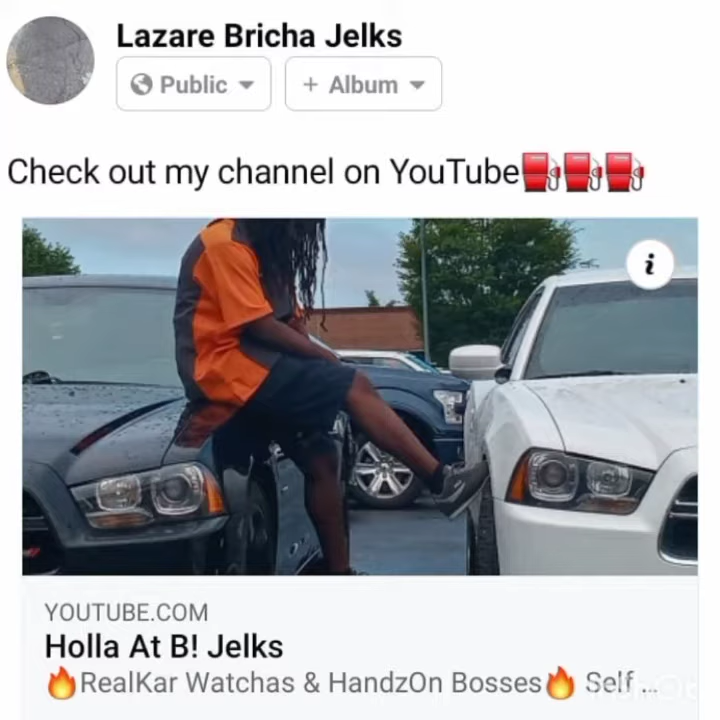 Lazare Bricha Jelks
Public
+ Album
Check out my channel on YouTube⛽⛽⛽
i
YOUTUBE.COM
Holla At B! Jelks
🔥RealKar Watchas & HandzOn Bosses🔥 Self ...